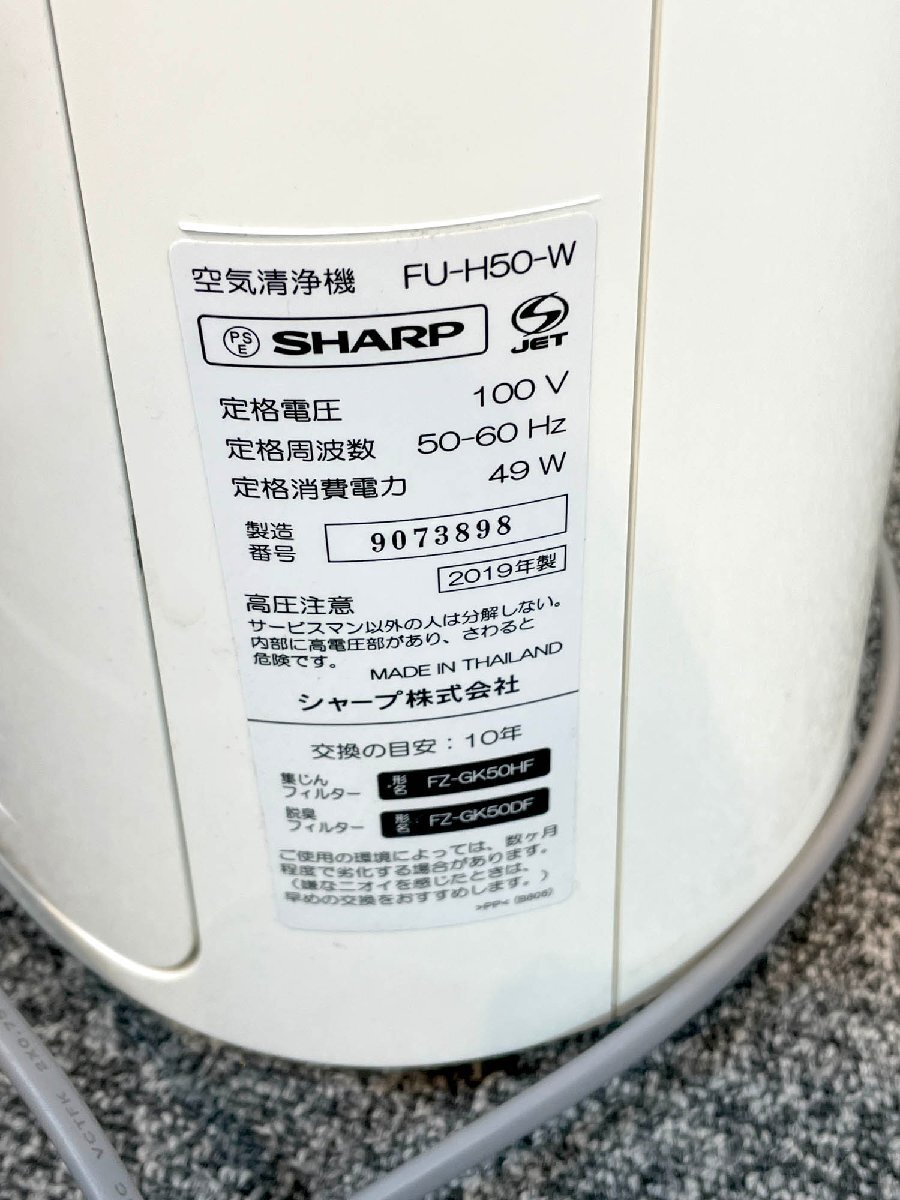 空気清浄機 FU-H50-W
PSE SHARP S JET
定格電圧 100 V
定格周波数 50-60 Hz
定格消費電力 49 W
製造番号 9073898
2019年製
高圧注意
サービスマン以外の人は分解しない。
内部に高電圧部があり、さわると
危険です。
MADE IN THAILAND
シャープ株式会社
交換の目安：10年
集じんフィルター 形名 FZ-GK50HF
脱臭フィルター 形名 FZ-GK50DF
ご使用の環境によっては、数ヶ月
程度で劣化する場合があります。
(嫌なニオイを感じたときは、
早めの交換をおすすめします。)
>PP<
VCTFK 2X0.75